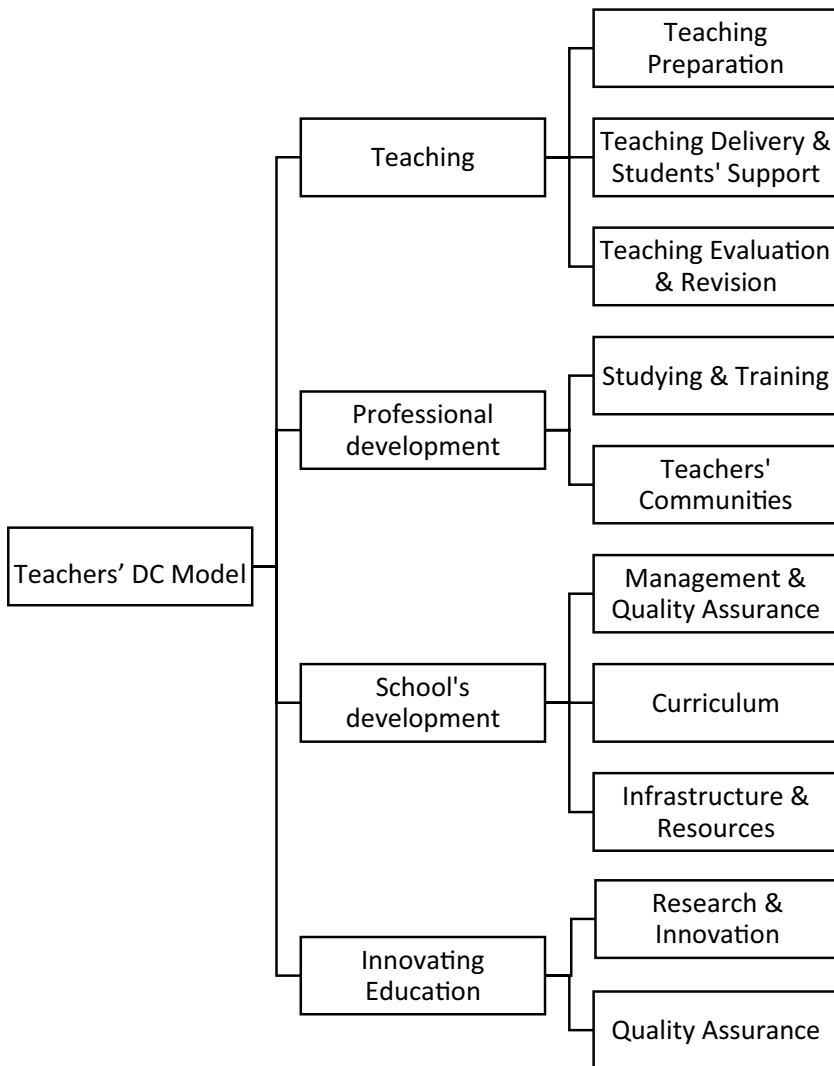 Teaching
Preparation
Teaching
Teaching Delivery &
Students' Support
Teaching Evaluation
& Revision
Studying & Training
Professional
development
Teachers'
Communities
Teachers’ DC Model
Management &
Quality Assurance
School's
development
Curriculum
Infrastructure &
Resources
Research &
Innovation
Innovating
Education
Quality Assurance